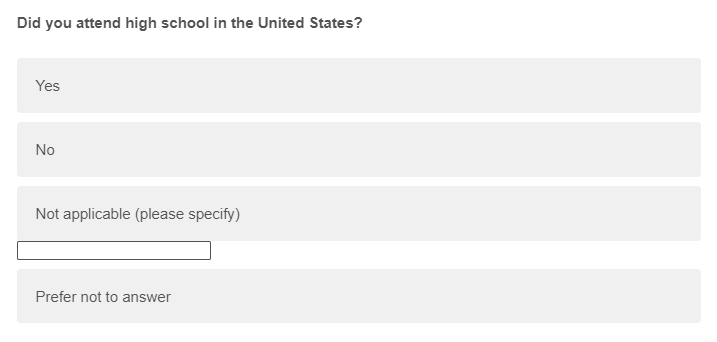 Did you attend high school in the United States?
Yes
No
Not applicable (please specify)
Prefer not to answer